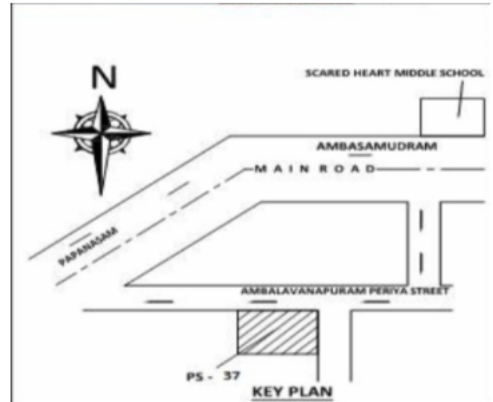 N
SCARED HEART MIDDLE SCHOOL
AMBASAMUDRAM
MAIN ROAD
PAPANASAM
AMBALAVANAPURAM PERIYA STREET
PS - 37
KEY PLAN